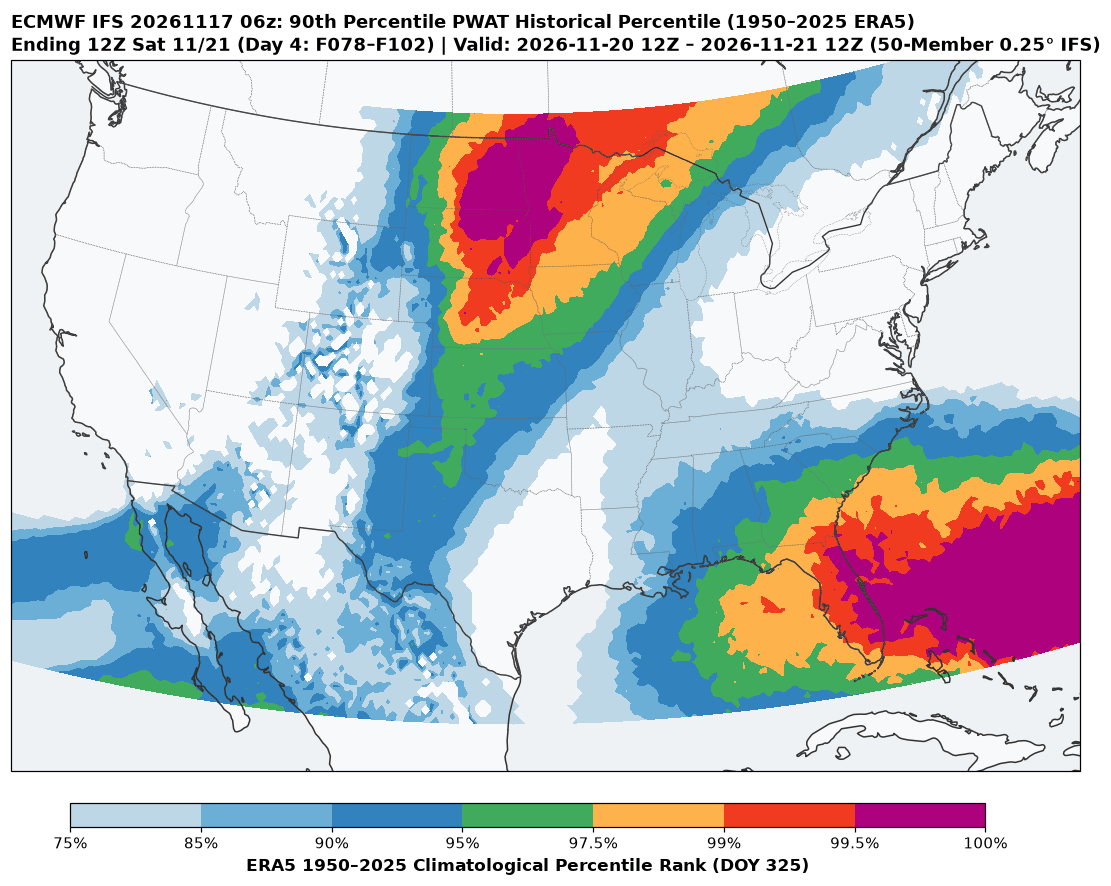 ECMWF IFS 20261117 06z: 90th Percentile PWAT Historical Percentile (1950–2025 ERA5)
Ending 12Z Sat 11/21 (Day 4: F078–F102) | Valid: 2026-11-20 12Z – 2026-11-21 12Z (50-Member 0.25° IFS)
75% 85% 90% 95% 97.5% 99% 99.5% 100%
ERA5 1950–2025 Climatological Percentile Rank (DOY 325)